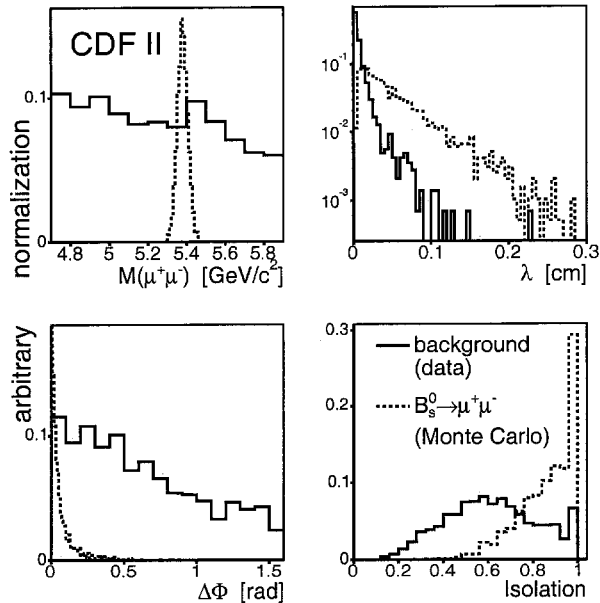 CDF II
0.1
0
4.8 5 5.2 5.4 5.6 5.8
M(μ⁺μ⁻) [GeV/c²]
normalization
10⁻¹
10⁻²
10⁻³
0 0.1 0.2 0.3
λ [cm]
arbitrary
0.1
0
0 0.5 1 1.5
ΔΦ [rad]
0.3
0.2
0.1
0
0 0.2 0.4 0.6 0.8 1
Isolation
background
(data)
B⁰ₛ→μ⁺μ⁻
(Monte Carlo)